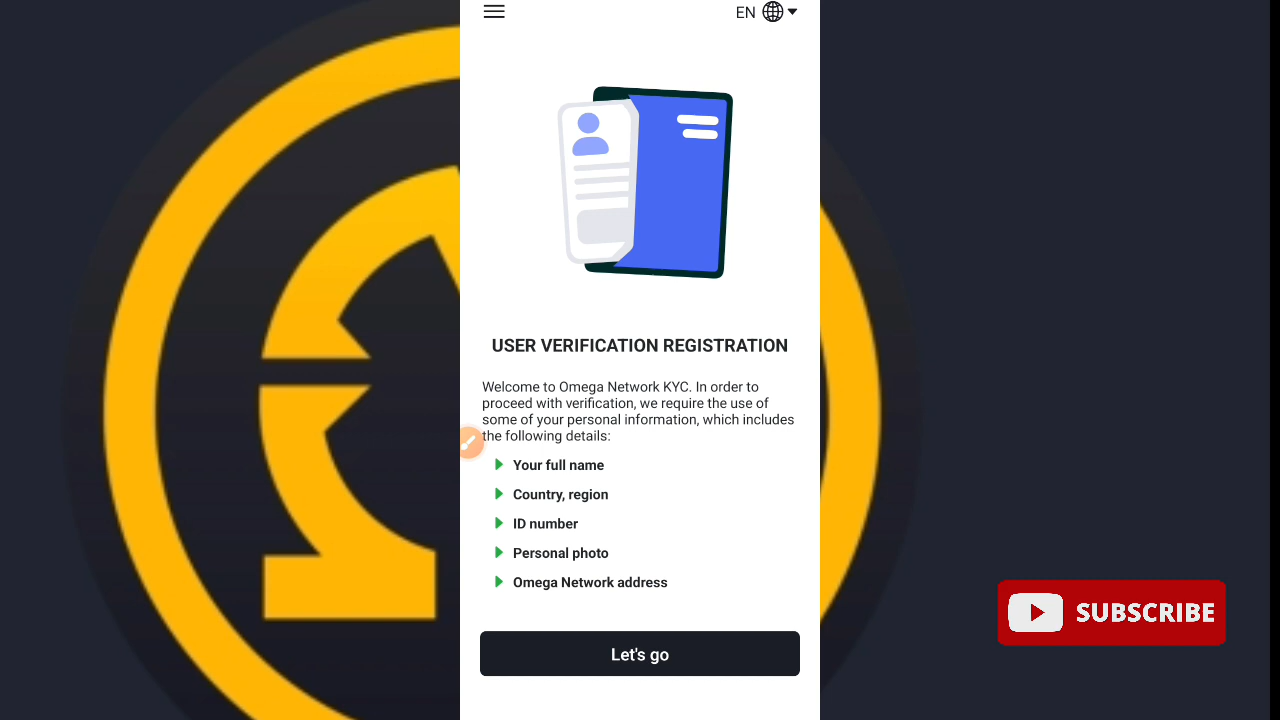 EN
USER VERIFICATION REGISTRATION
Welcome to Omega Network KYC. In order to
proceed with verification, we require the use of
some of your personal information, which includes
the following details:
Your full name
Country, region
ID number
Personal photo
Omega Network address
Let's go
SUBSCRIBE